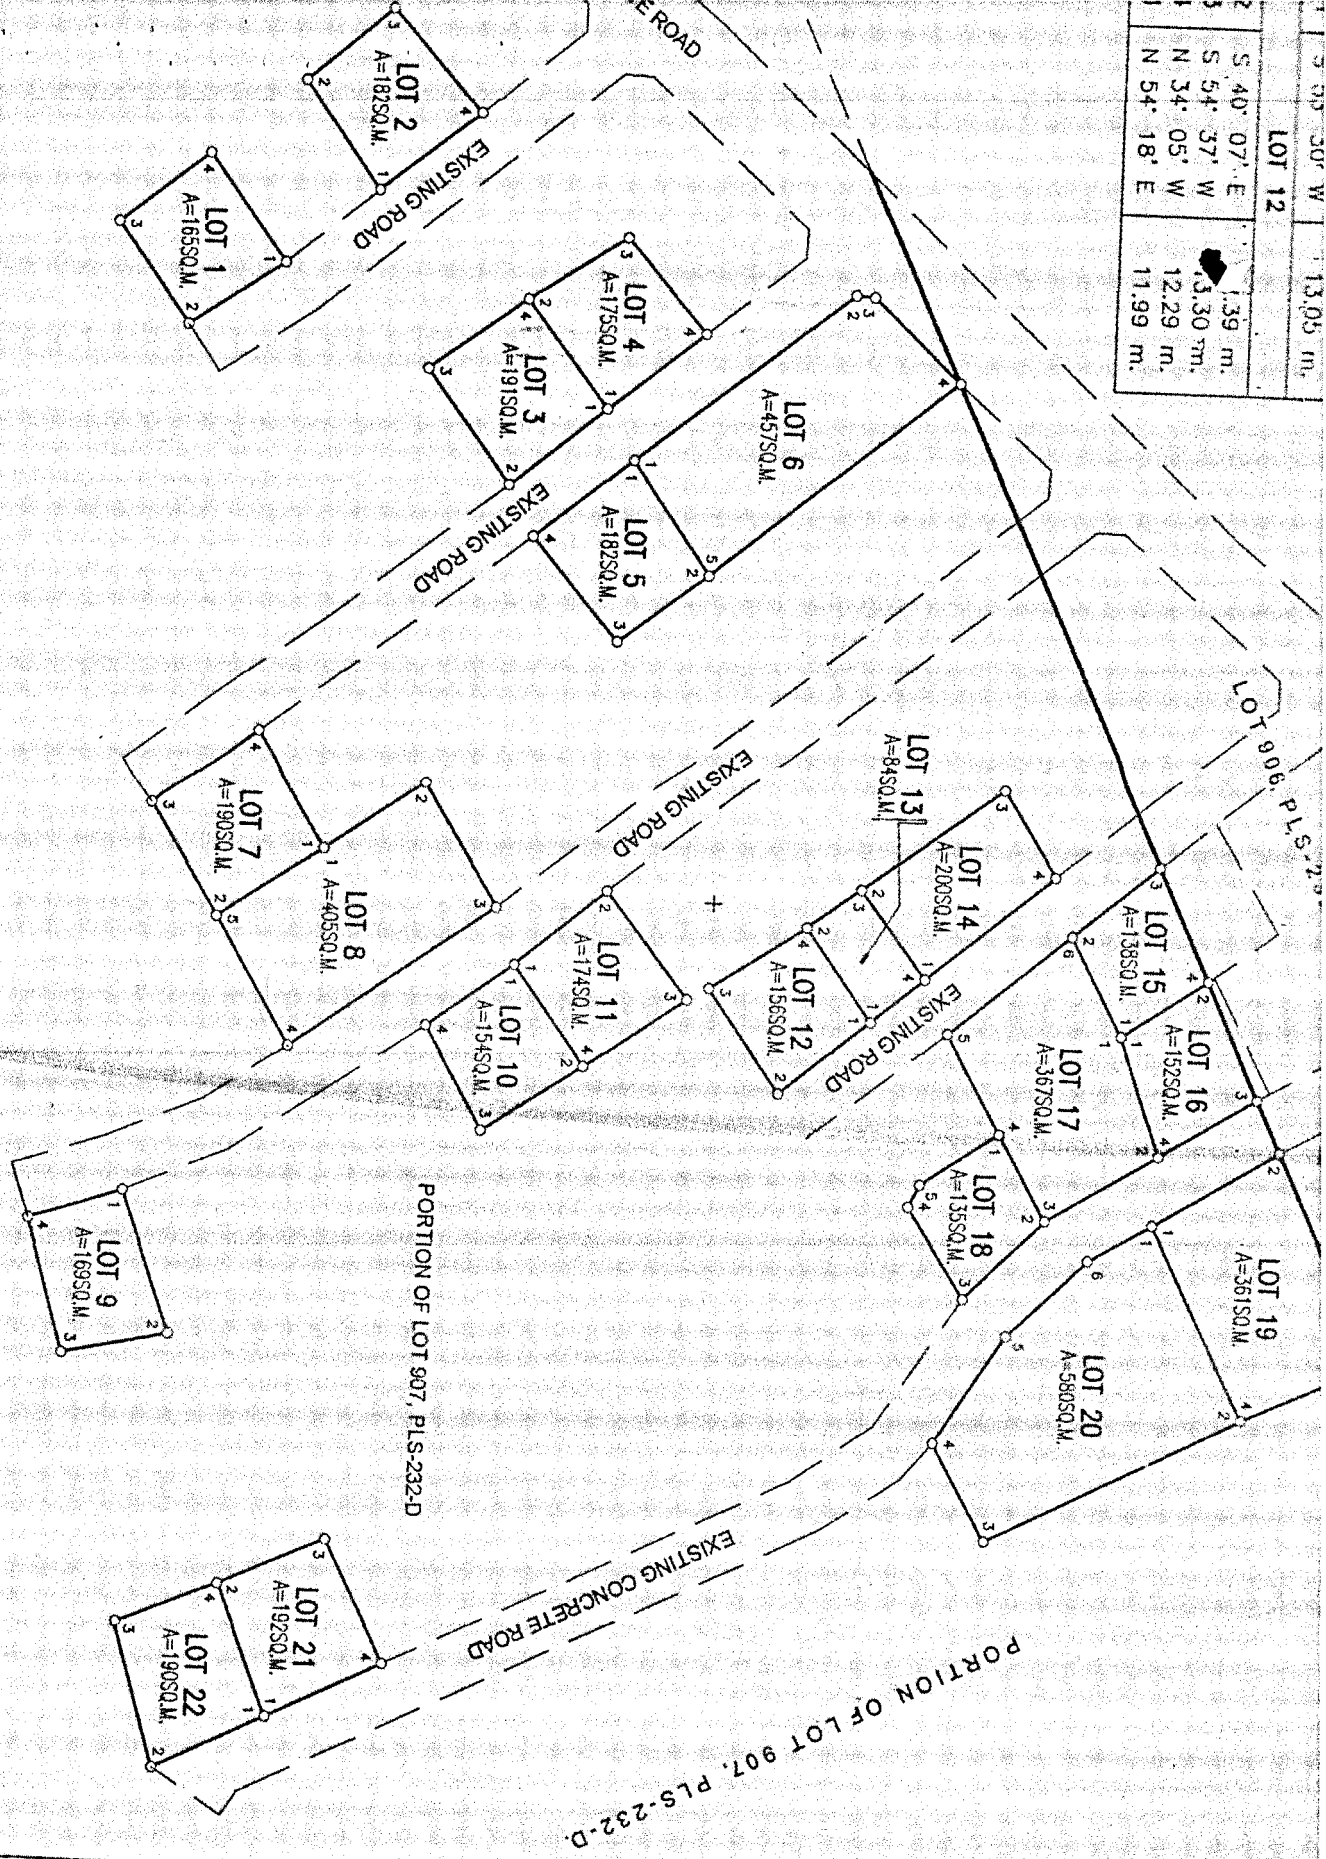 S 53° 30' W 13.05 m.
LOT 12
S 40° 07' E .39 m.
S 54° 37' W 13.30 m.
N 34° 05' W 12.29 m.
N 54° 18' E 11.99 m.
E ROAD
LOT 2
A=182SQ.M.
EXISTING ROAD
LOT 1
A=165SQ.M.
LOT 4
A=175SQ.M.
LOT 3
A=191SQ.M.
LOT 6
A=457SQ.M.
LOT 5
A=182SQ.M.
EXISTING ROAD
LOT 906, PLS-2
EXISTING ROAD
LOT 13
A=84SQ.M.
LOT 14
A=200SQ.M.
LOT 15
A=138SQ.M.
LOT 16
A=152SQ.M.
LOT 7
A=190SQ.M.
LOT 8
A=405SQ.M.
LOT 11
A=174SQ.M.
LOT 10
A=154SQ.M.
LOT 12
A=156SQ.M.
EXISTING ROAD
LOT 17
A=367SQ.M.
LOT 18
A=135SQ.M.
LOT 19
A=361SQ.M.
LOT 20
A=580SQ.M.
LOT 9
A=169SQ.M.
PORTION OF LOT 907, PLS-232-D
EXISTING CONCRETE ROAD
LOT 21
A=192SQ.M.
LOT 22
A=190SQ.M.
PORTION OF LOT 907, PLS-232-D.